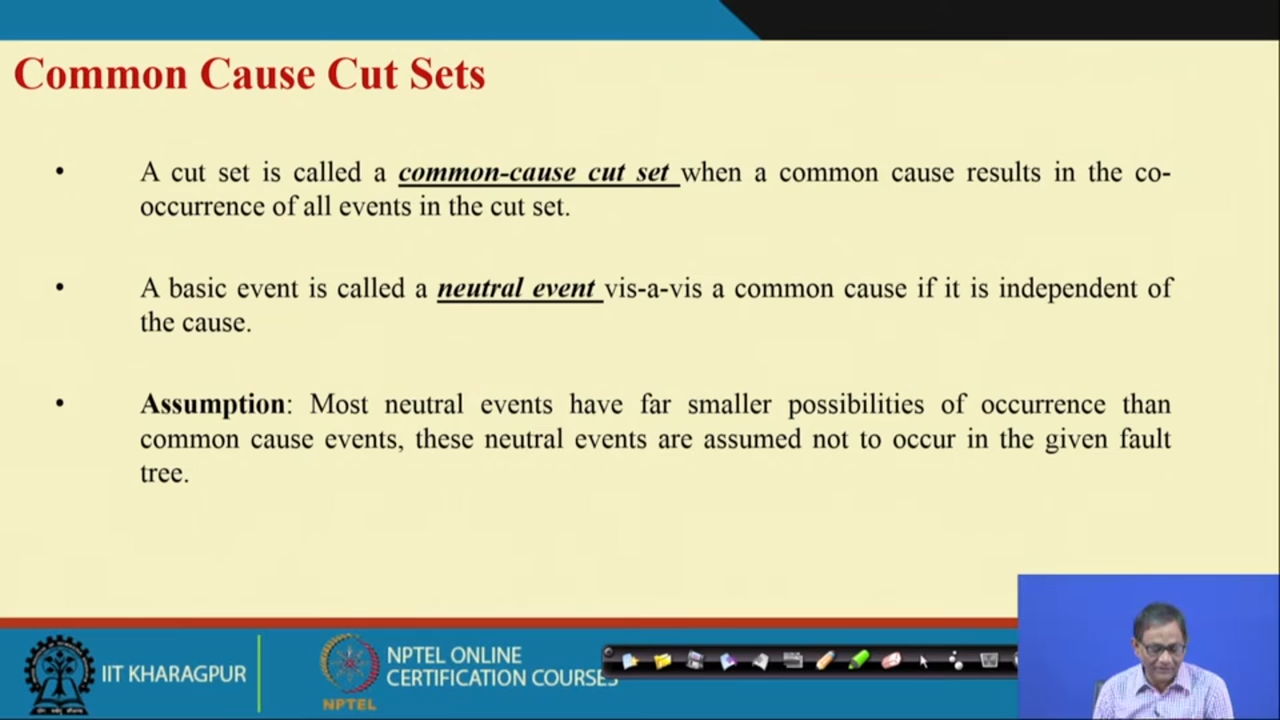 Common Cause Cut Sets
• A cut set is called a common-cause cut set when a common cause results in the co-
occurrence of all events in the cut set.
• A basic event is called a neutral event vis-a-vis a common cause if it is independent of
the cause.
• Assumption: Most neutral events have far smaller possibilities of occurrence than
common cause events, these neutral events are assumed not to occur in the given fault
tree.
IIT KHARAGPUR
NPTEL
NPTEL ONLINE
CERTIFICATION COURSES